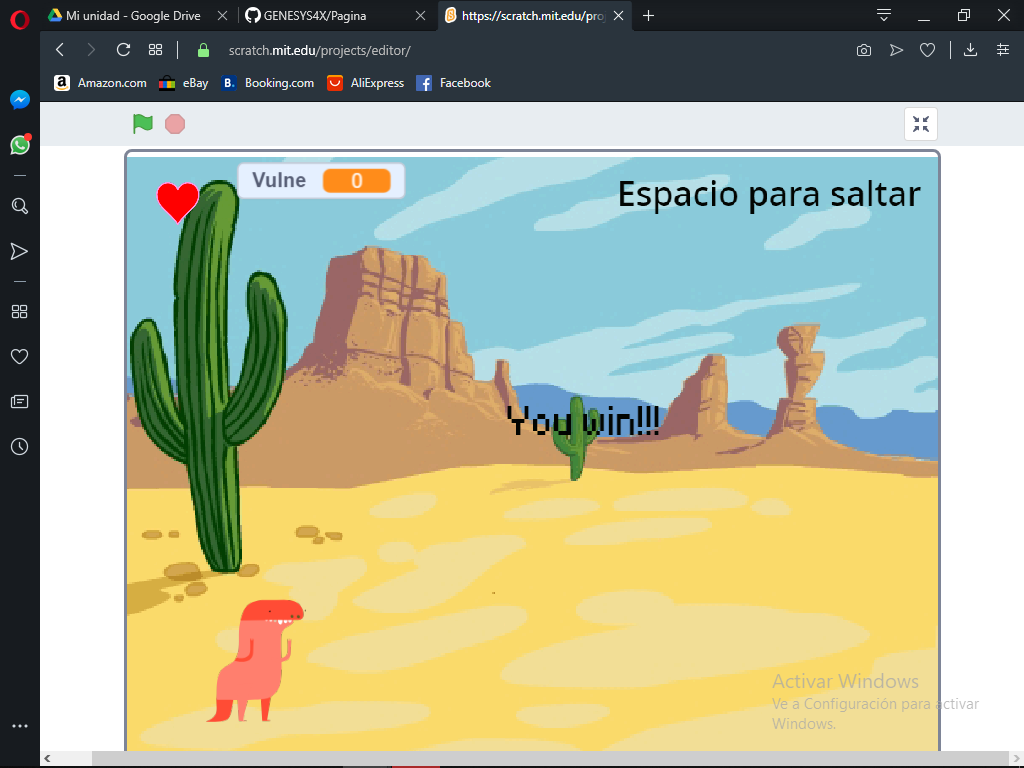 Mi unidad - Google Drive
GENESYS4X/Pagina
https://scratch.mit.edu/proj
scratch.mit.edu/projects/editor/
Amazon.com
eBay
B. Booking.com
AliExpress
Facebook
Vulne 0
Espacio para saltar
You win!!!
Activar Windows
Ve a Configuración para activar
Windows.